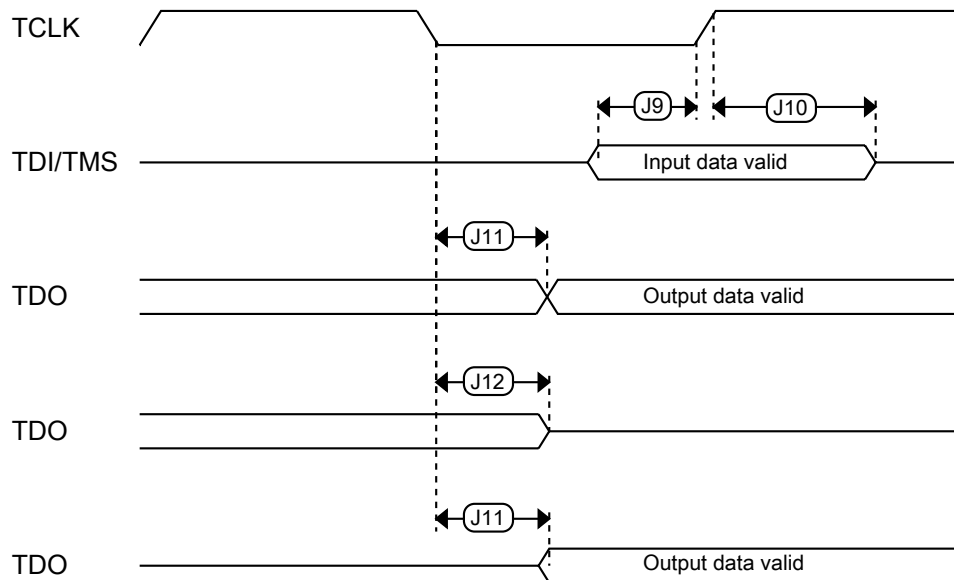 TCLK
J9
J10
TDI/TMS
Input data valid
J11
TDO
Output data valid
J12
TDO
J11
TDO
Output data valid